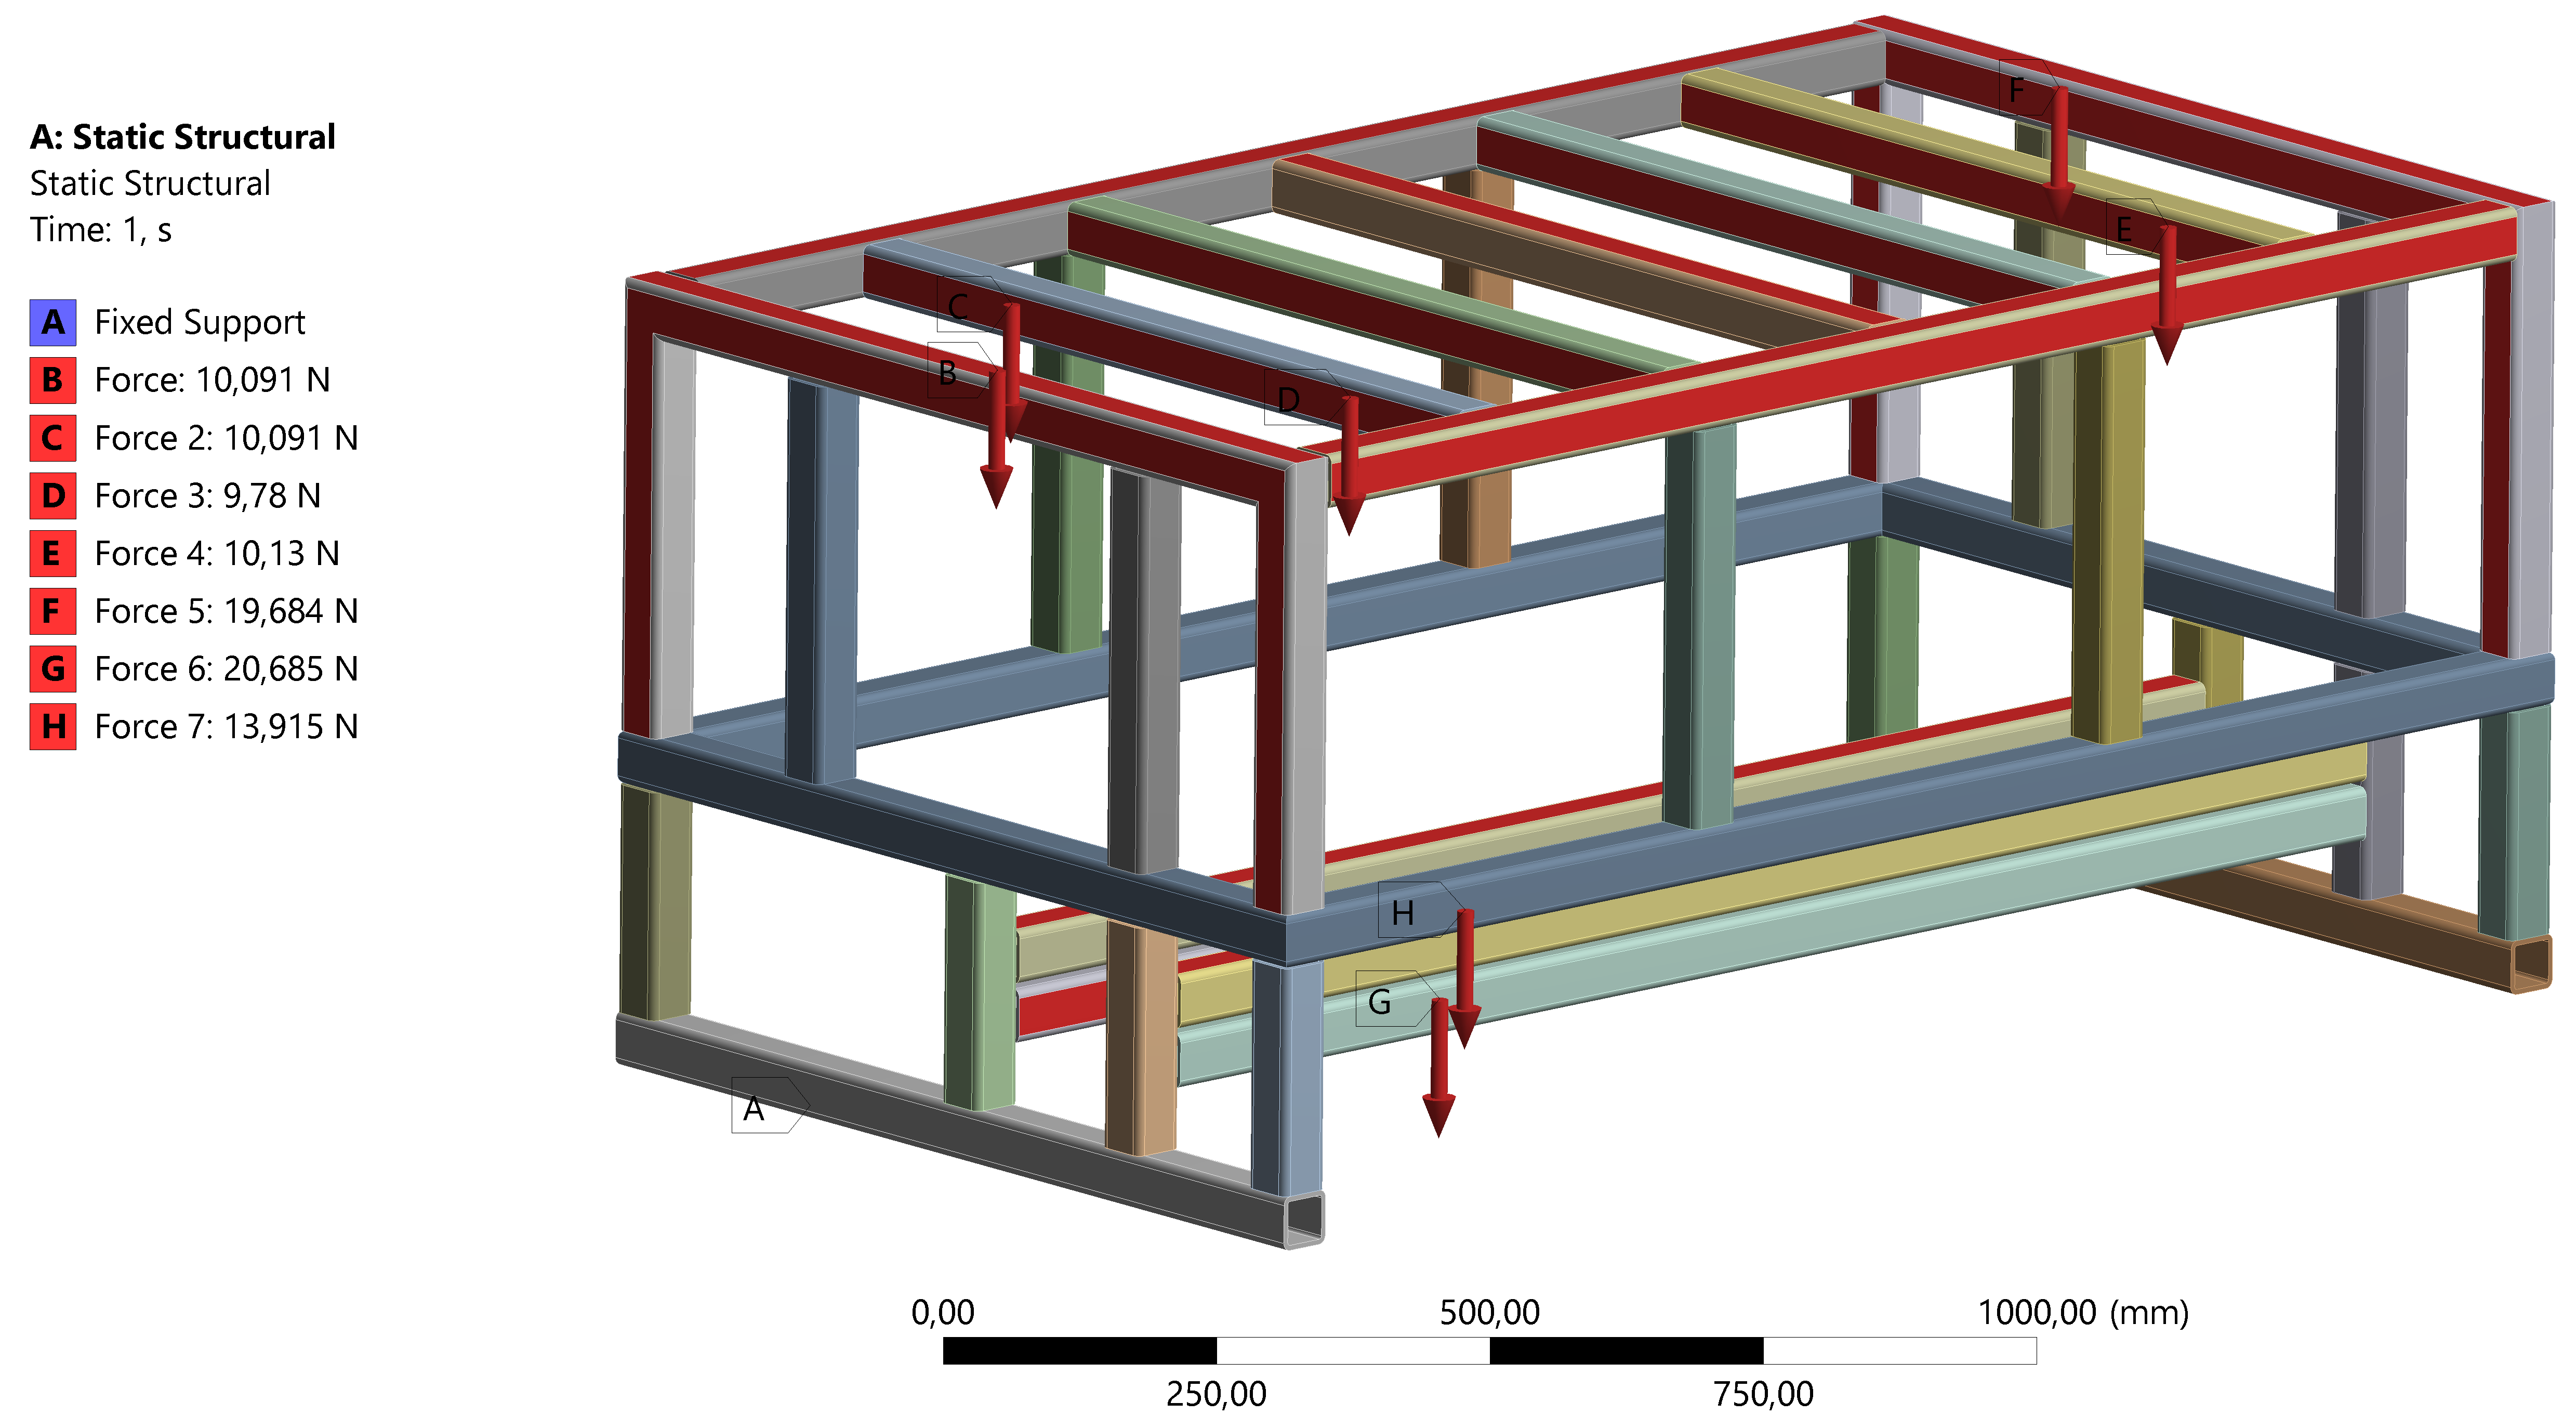 A: Static Structural
Static Structural
Time: 1, s
A Fixed Support
B Force: 10,091 N
C Force 2: 10,091 N
D Force 3: 9,78 N
E Force 4: 10,13 N
F Force 5: 19,684 N
G Force 6: 20,685 N
H Force 7: 13,915 N
F
E
C
B
D
H
G
A
0,00 500,00 1000,00 (mm)
250,00 750,00